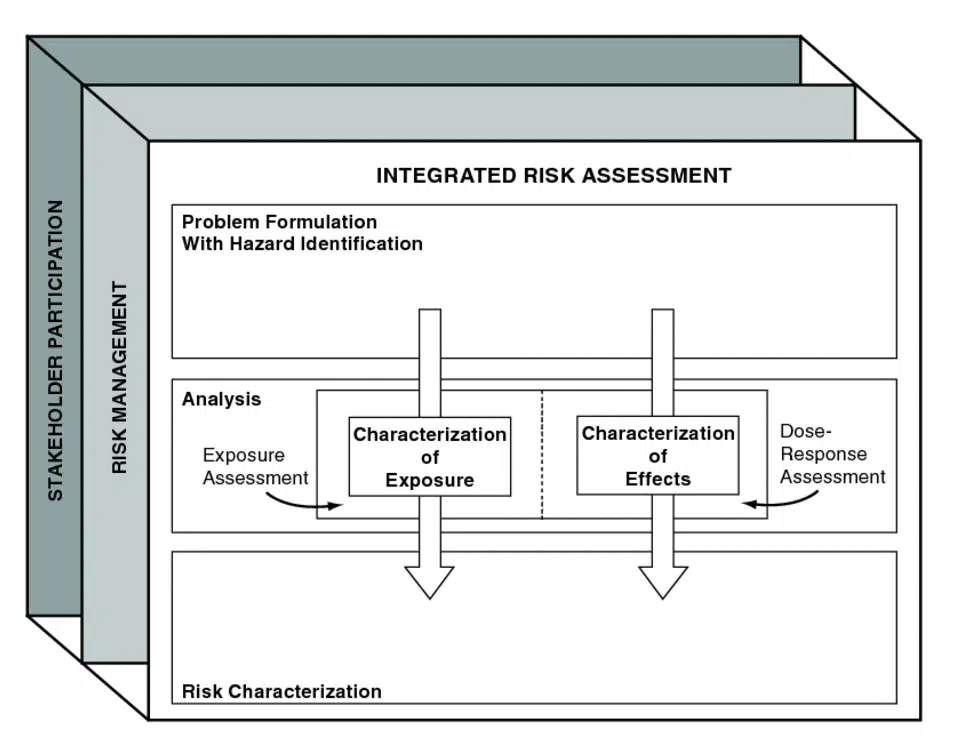 STAKEHOLDER PARTICIPATION
RISK MANAGEMENT
INTEGRATED RISK ASSESSMENT
Problem Formulation
With Hazard Identification
Analysis
Exposure
Assessment
Characterization
of
Exposure
Characterization
of
Effects
Dose-
Response
Assessment
Risk Characterization